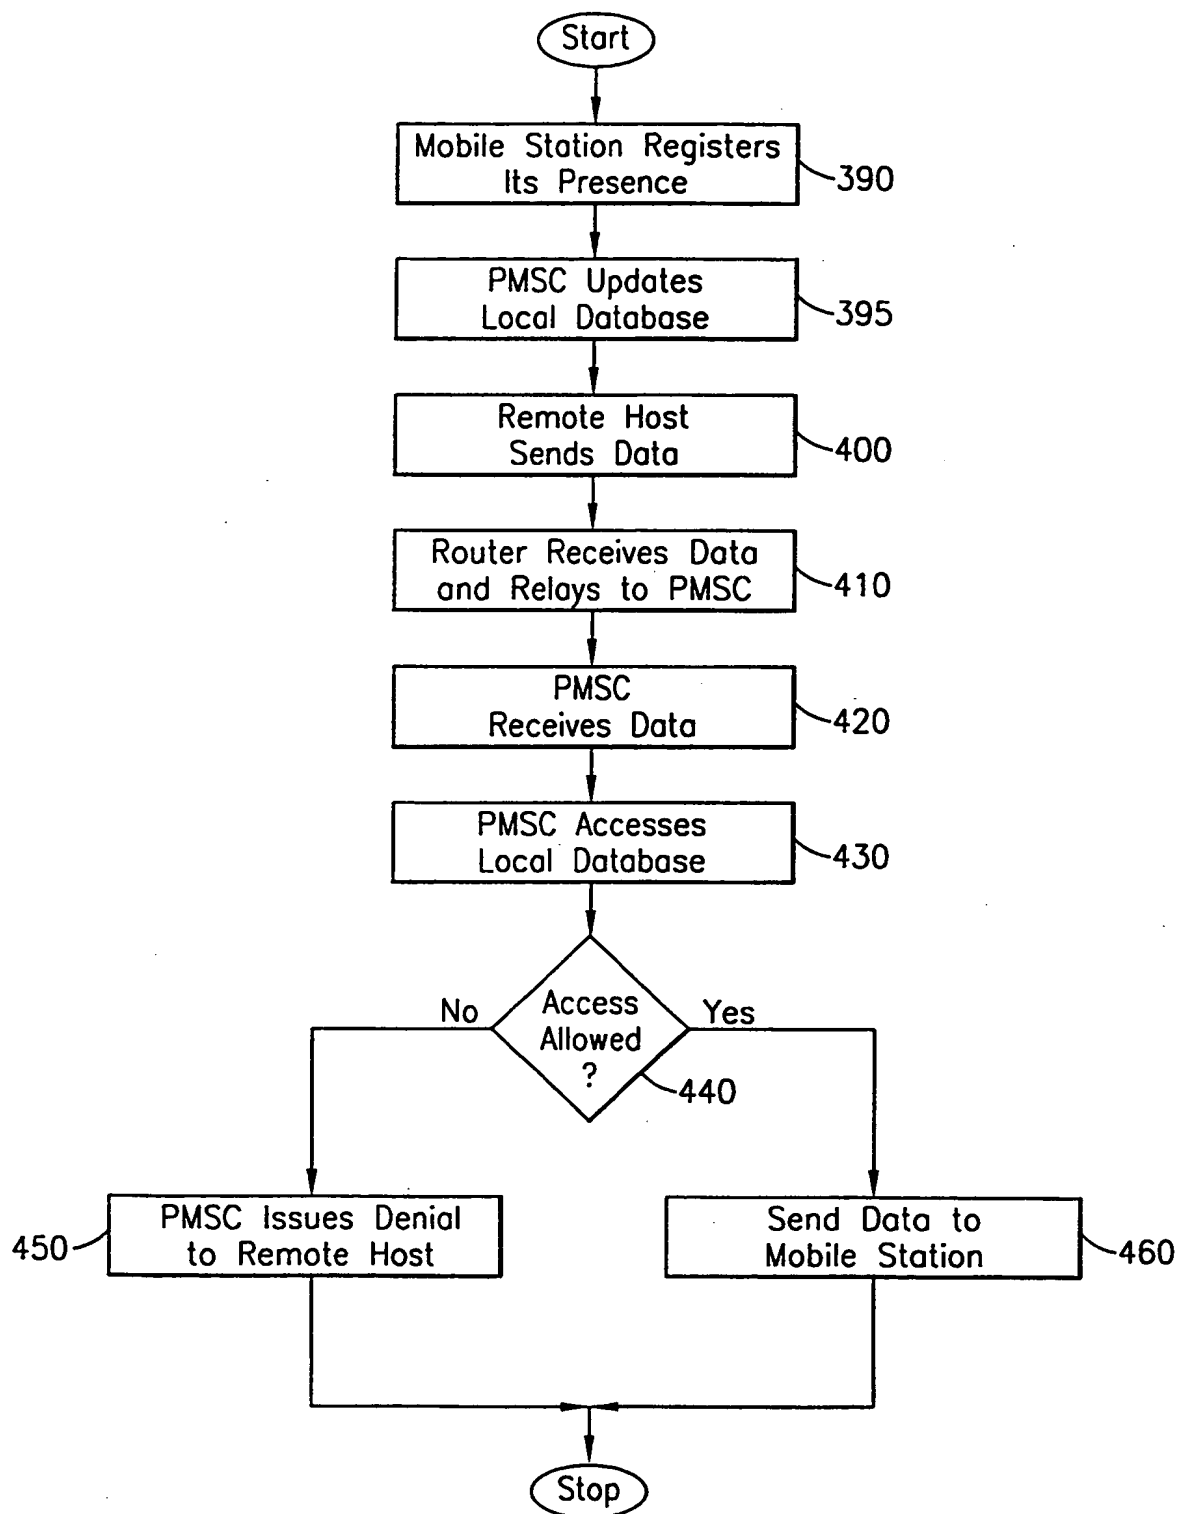 Start
Mobile Station Registers
Its Presence
390
PMSC Updates
Local Database
395
Remote Host
Sends Data
400
Router Receives Data
and Relays to PMSC
410
PMSC
Receives Data
420
PMSC Accesses
Local Database
430
Access
Allowed
?
No
Yes
440
PMSC Issues Denial
to Remote Host
450
Send Data to
Mobile Station
460
Stop